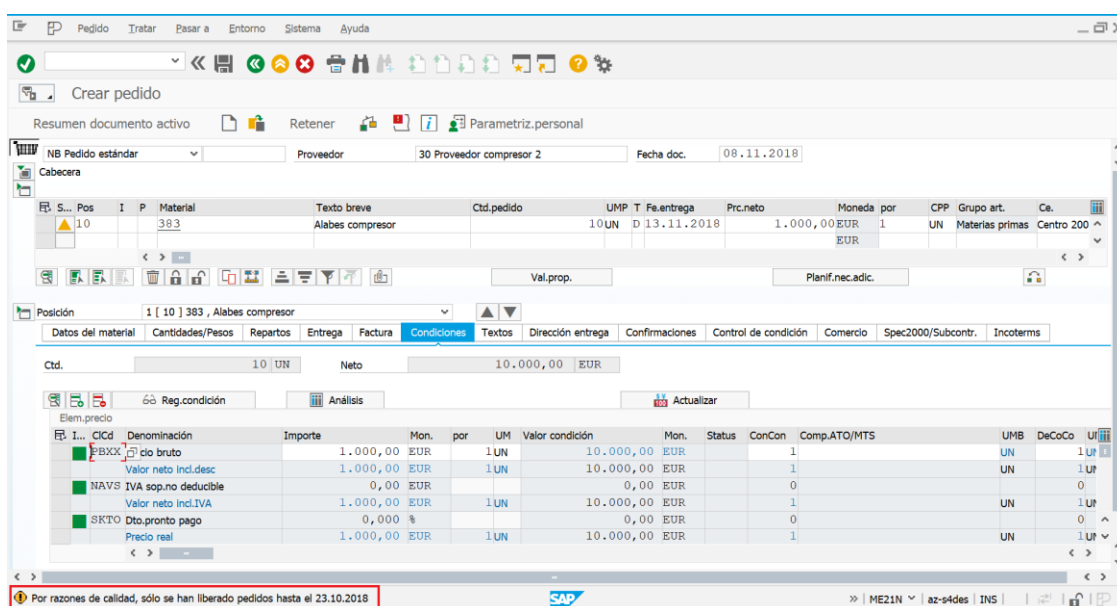 Pedido Tratar Pasar a Entorno Sistema Ayuda
Crear pedido
Resumen documento activo Retener Parametriz.personal
NB Pedido estándar Proveedor 30 Proveedor compresor 2 Fecha doc. 08.11.2018
Cabecera
S... Pos I P Material Texto breve Ctd.pedido UMP T Fe.entrega Prc.neto Moneda por CPP Grupo art. Ce.
10 383 Alabes compresor 10 UN D 13.11.2018 1.000,00 EUR 1 UN Materias primas Centro 200
EUR
Val.prop. Planif.nec.adic.
Posición 1 [ 10 ] 383 , Alabes compresor
Datos del material Cantidades/Pesos Repartos Entrega Factura Condiciones Textos Dirección entrega Confirmaciones Control de condición Comercio Spec2000/Subcontr. Incoterms
Ctd. 10 UN Neto 10.000,00 EUR
Reg.condición Análisis Actualizar
Elem.precio
I... ClCd Denominación Importe Mon. por UM Valor condición Mon. Status ConCon Comp.ATO/MTS UMB DeCoCo
PBXX cio bruto 1.000,00 EUR 1 UN 10.000,00 EUR 1 UN 1
Valor neto incl.desc 1.000,00 EUR 1 UN 10.000,00 EUR 1 UN 1
NAVS IVA sop.no deducible 0,00 EUR 0,00 EUR 0 0
Valor neto incl.IVA 1.000,00 EUR 1 UN 10.000,00 EUR 1 UN 1
SKTO Dto.pronto pago 0,000 % 0,00 EUR 0 0
Precio real 1.000,00 EUR 1 UN 10.000,00 EUR 1 UN 1
Por razones de calidad, sólo se han liberado pedidos hasta el 23.10.2018 SAP ME21N az-s4des INS